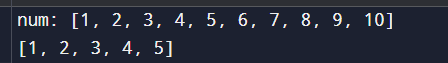 num: [1, 2, 3, 4, 5, 6, 7, 8, 9, 10]
[1, 2, 3, 4, 5]